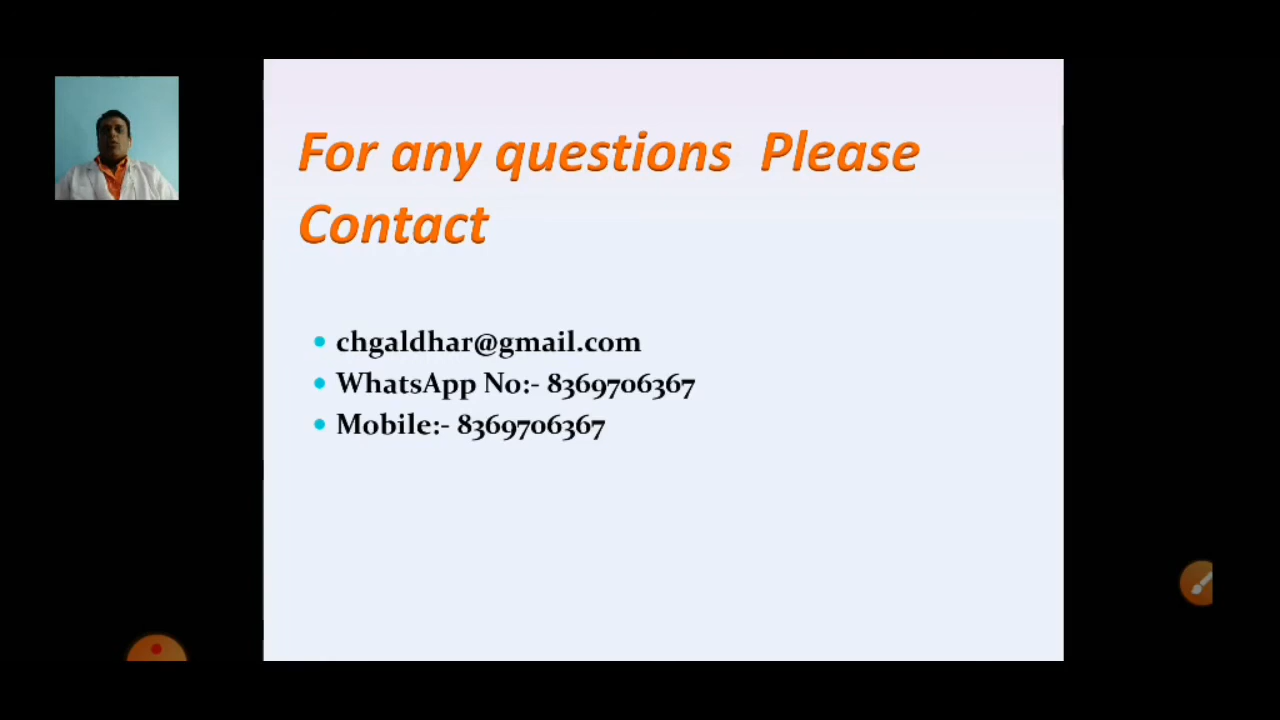 For any questions  Please
Contact
• chgaldhar@gmail.com
• WhatsApp No:- 8369706367
• Mobile:- 8369706367